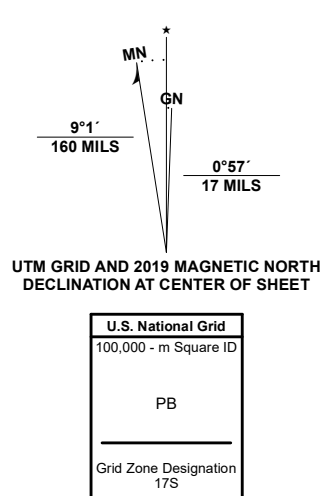 ★
MN
GN
9°1´
160 MILS
0°57´
17 MILS
UTM GRID AND 2019 MAGNETIC NORTH
DECLINATION AT CENTER OF SHEET
U.S. National Grid
100,000 - m Square ID
PB
Grid Zone Designation
17S